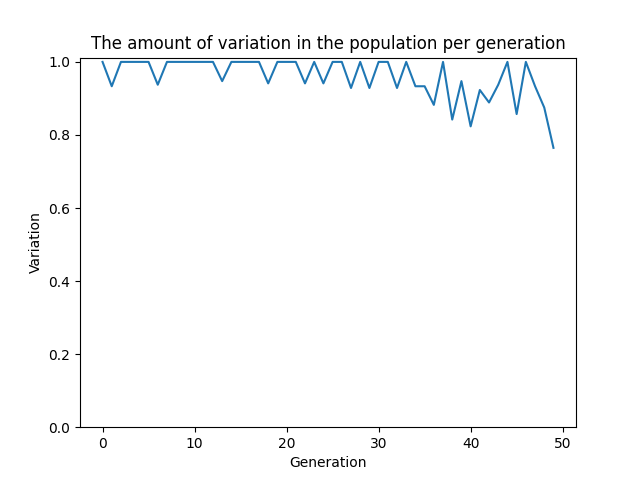 The amount of variation in the population per generation
1.0
0.8
0.6
0.4
0.2
0.0
Variation
0 10 20 30 40 50
Generation